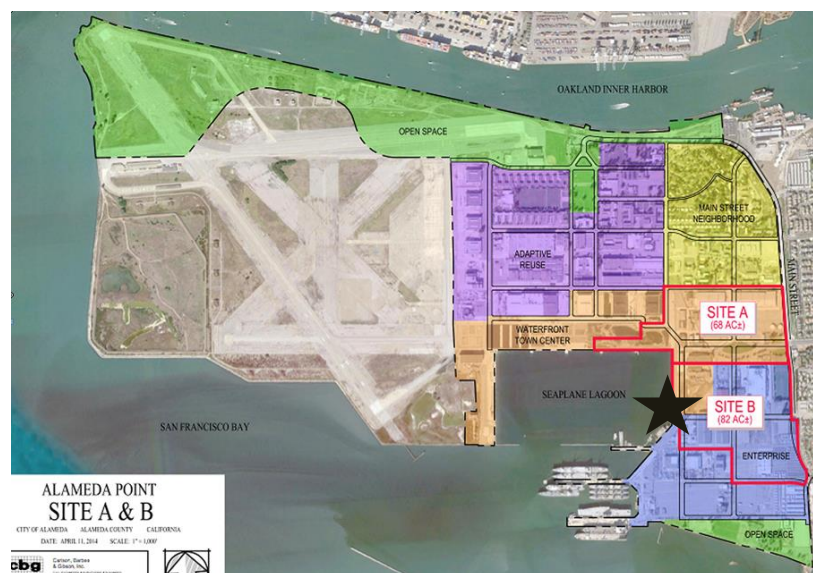 OAKLAND INNER HARBOR
OPEN SPACE
MAIN STREET
NEIGHBORHOOD
ADAPTIVE
REUSE
MAIN STREET
SITE A
(68 AC±)
WATERFRONT
TOWN CENTER
SEAPLANE LAGOON
SITE B
(82 AC±)
SAN FRANCISCO BAY
ENTERPRISE
OPEN SPACE
ALAMEDA POINT
SITE A & B
CITY OF ALAMEDA ALAMEDA COUNTY CALIFORNIA
DATE: APRIL 11, 2014 SCALE: 1" = 1,000'
cbg
Carlson, Barbee
& Gibson, Inc.